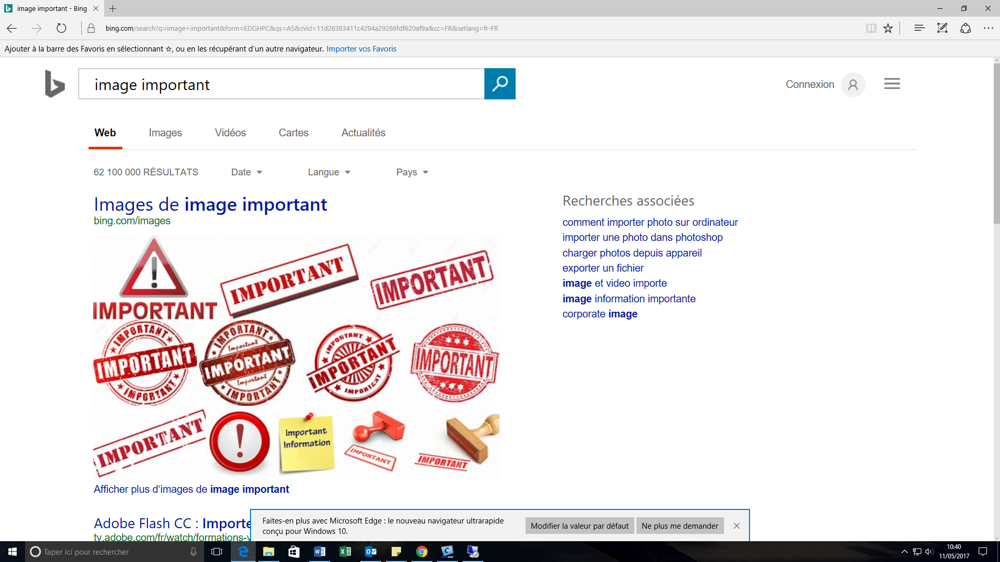 image important - Bing
bing.com/search?q=image+important&form=EDGHPC&qs=AS&cvid=11d26383411c4294a29266fdf620af9a&cc=FR&setlang=fr-FR
Ajouter à la barre des Favoris en sélectionnant ☆, ou en les récupérant d'un autre navigateur. Importer vos Favoris
image important
Connexion
Web Images Vidéos Cartes Actualités
62 100 000 RÉSULTATS Date Langue Pays
Images de image important
bing.com/images
IMPORTANT
IMPORTANT
IMPORTANT
IMPORTANT
IMPORTANT
IMPORTANT
IMPORTANT
Important
IMPORTANT
Important
IMPORTANT
IMPORTANT
IMPORTANT
IMPORTANT
IMPORTANT
IMPORTANT
Important
Information
IMPORTANT
IMPORTANT
Afficher plus d'images de image important
Recherches associées
comment importer photo sur ordinateur
importer une photo dans photoshop
charger photos depuis appareil
exporter un fichier
image et video importe
image information importante
corporate image
Adobe Flash CC : Importe
tv.adobe.com/fr/watch/formations-v
Faites-en plus avec Microsoft Edge : le nouveau navigateur ultrarapide
conçu pour Windows 10.
Modifier la valeur par défaut
Ne plus me demander
Taper ici pour rechercher
10:40
11/05/2017